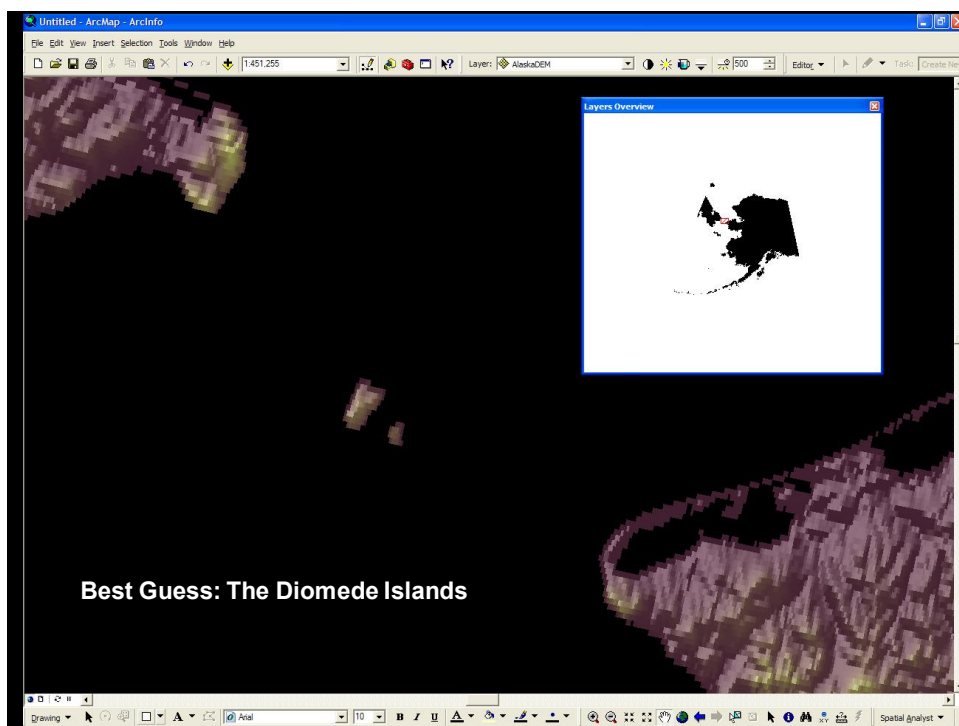 Untitled - ArcMap - ArcInfo
File Edit View Insert Selection Tools Window Help
1:451,255
Layer: AlaskaDEM
500
Editor
Task: Create Ne
Layers Overview
Best Guess: The Diomede Islands
Drawing
A
Arial
10
B I U A
XY
Spatial Analyst